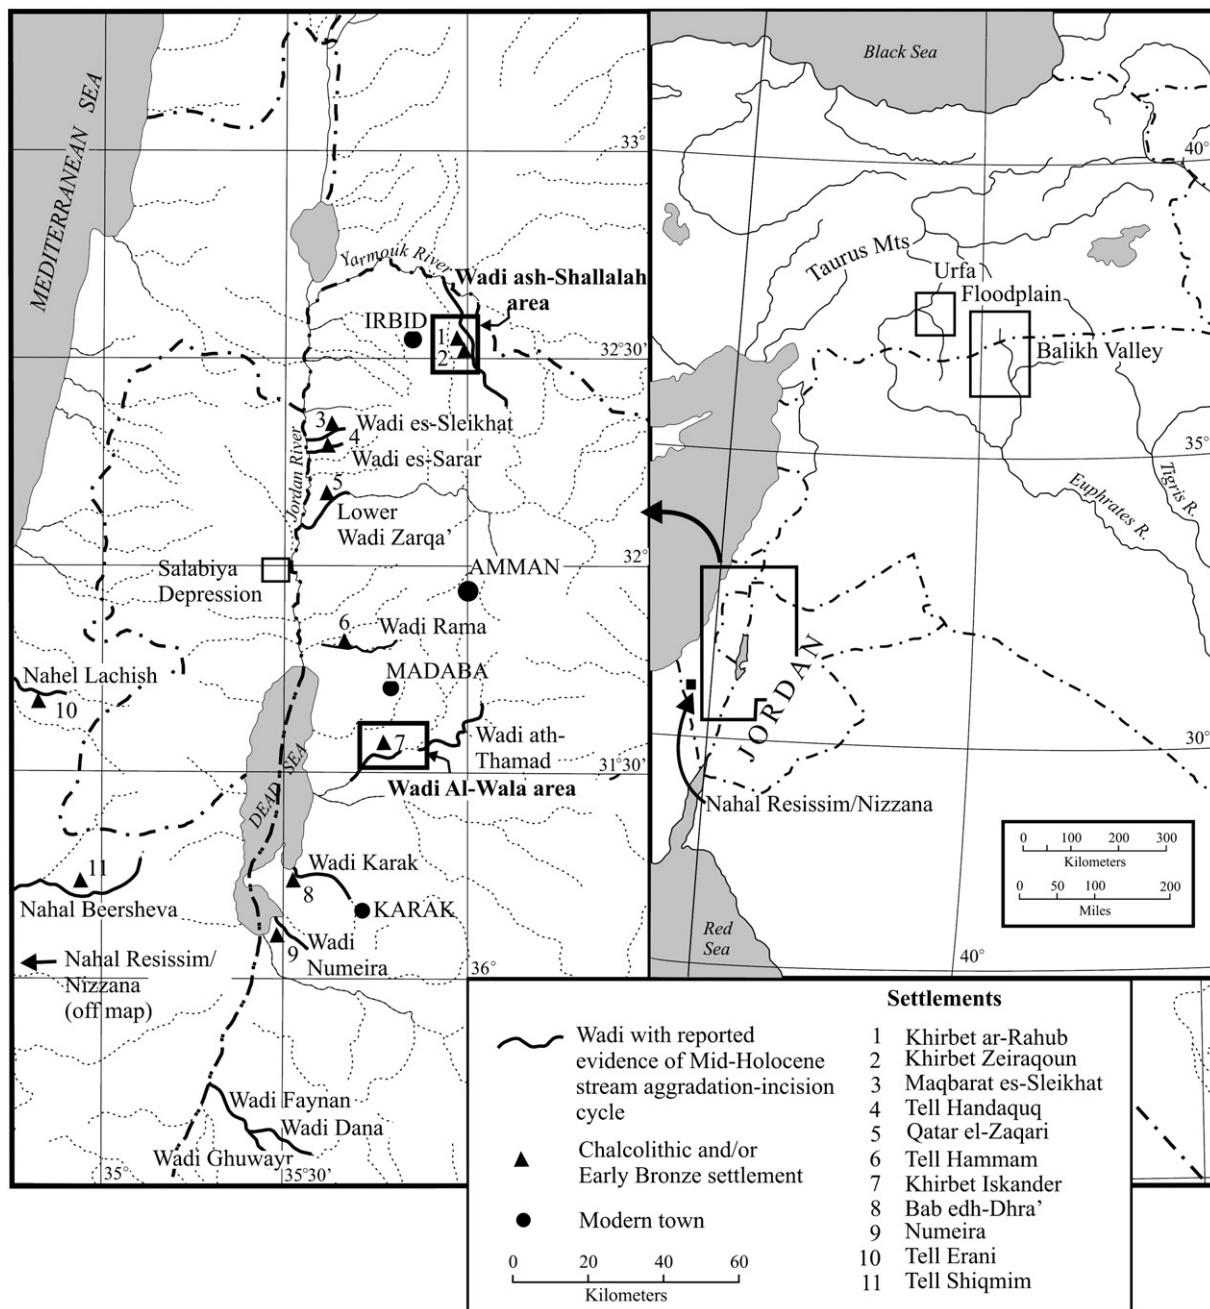 MEDITERRANEAN SEA
33°
Yarmouk River
Wadi ash-Shallalah
area
IRBID
1
2
32°30'
3
Wadi es-Sleikhat
4
Wadi es-Sarar
Jordan River
5
Lower
Wadi Zarqa'
32°
Salabiya
Depression
AMMAN
6
Wadi Rama
MADABA
Nahel Lachish
10
7
Wadi ath-
Thamad
31°30'
Wadi Al-Wala area
DEAD SEA
11
Nahal Beersheva
Wadi Karak
8
KARAK
9
Wadi
Numeira
Nahal Resissim/
Nizzana
(off map)
36°
Wadi Faynan
Wadi Dana
Wadi Ghuwayr
35°
35°30'
Black Sea
40°
Taurus Mts
Urfa
Floodplain
Balikh Valley
35°
Euphrates R.
Tigris R.
JORDAN
30°
Nahal Resissim/Nizzana
0 100 200 300
Kilometers
0 50 100 200
Miles
Red
Sea
40°
Wadi with reported
evidence of Mid-Holocene
stream aggradation-incision
cycle
Chalcolithic and/or
Early Bronze settlement
Modern town
0 20 40 60
Kilometers
Settlements
1 Khirbet ar-Rahub
2 Khirbet Zeiraqoun
3 Maqbarat es-Sleikhat
4 Tell Handaquq
5 Qatar el-Zaqari
6 Tell Hammam
7 Khirbet Iskander
8 Bab edh-Dhra'
9 Numeira
10 Tell Erani
11 Tell Shiqmim